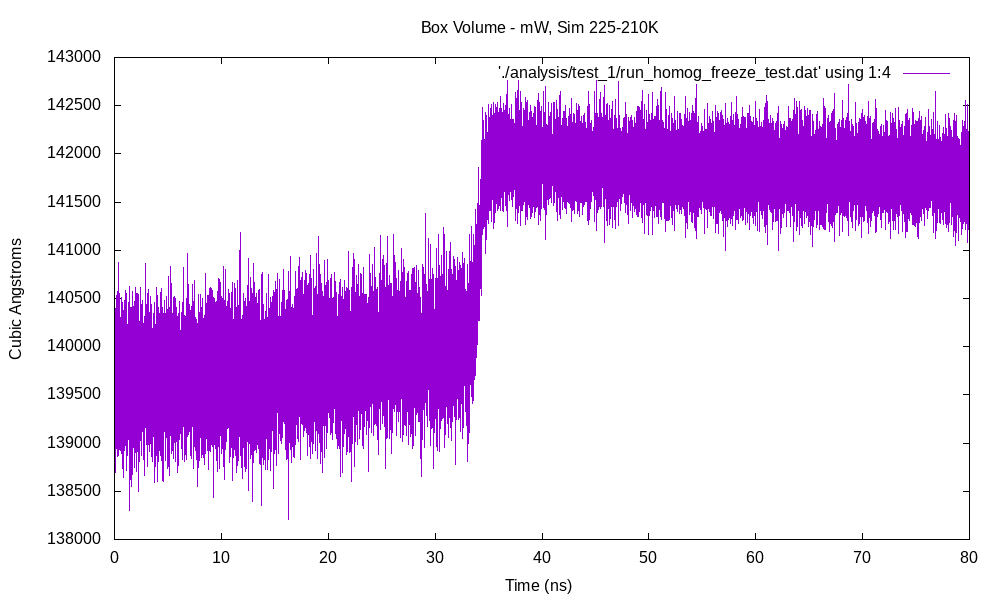 Box Volume - mW, Sim 225-210K
'./analysis/test_1/run_homog_freeze_test.dat' using 1:4
143000
142500
142000
141500
141000
140500
140000
139500
139000
138500
138000
Cubic Angstroms
0 10 20 30 40 50 60 70 80
Time (ns)